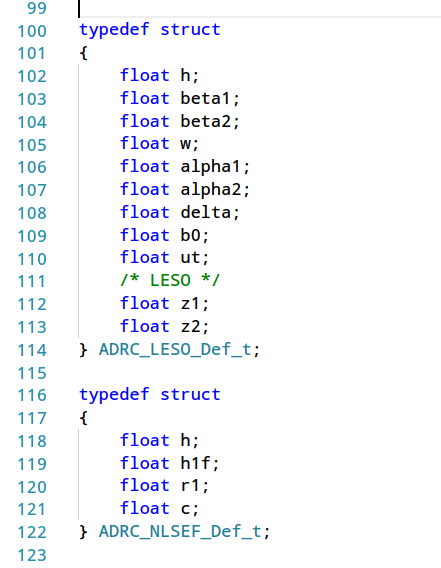 99
100 typedef struct
101 {
102     float h;
103     float beta1;
104     float beta2;
105     float w;
106     float alpha1;
107     float alpha2;
108     float delta;
109     float b0;
110     float ut;
111     /* LESO */
112     float z1;
113     float z2;
114 } ADRC_LESO_Def_t;
115
116 typedef struct
117 {
118     float h;
119     float h1f;
120     float r1;
121     float c;
122 } ADRC_NLSEF_Def_t;
123